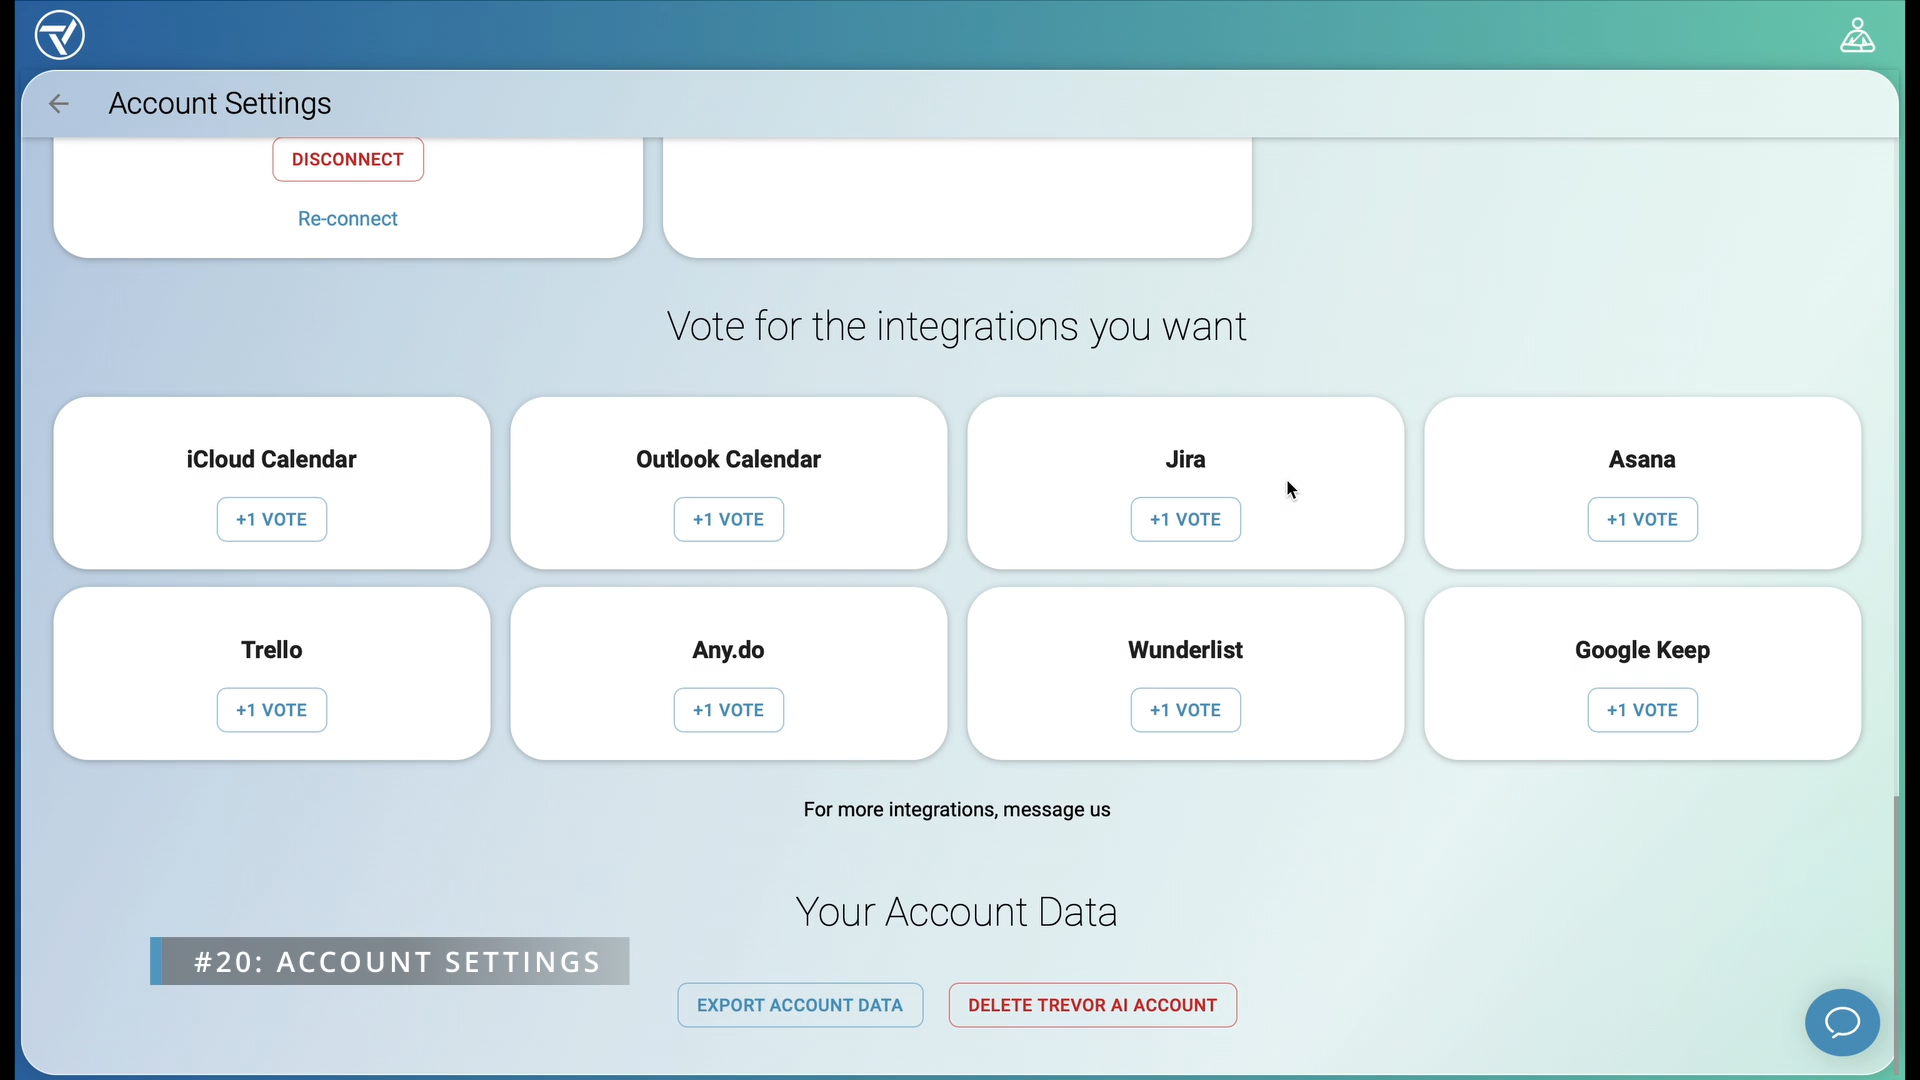 Account Settings
DISCONNECT
Re-connect
Vote for the integrations you want
iCloud Calendar
+1 VOTE
Outlook Calendar
+1 VOTE
Jira
+1 VOTE
Asana
+1 VOTE
Trello
+1 VOTE
Any.do
+1 VOTE
Wunderlist
+1 VOTE
Google Keep
+1 VOTE
For more integrations, message us
Your Account Data
#20: ACCOUNT SETTINGS
EXPORT ACCOUNT DATA
DELETE TREVOR AI ACCOUNT